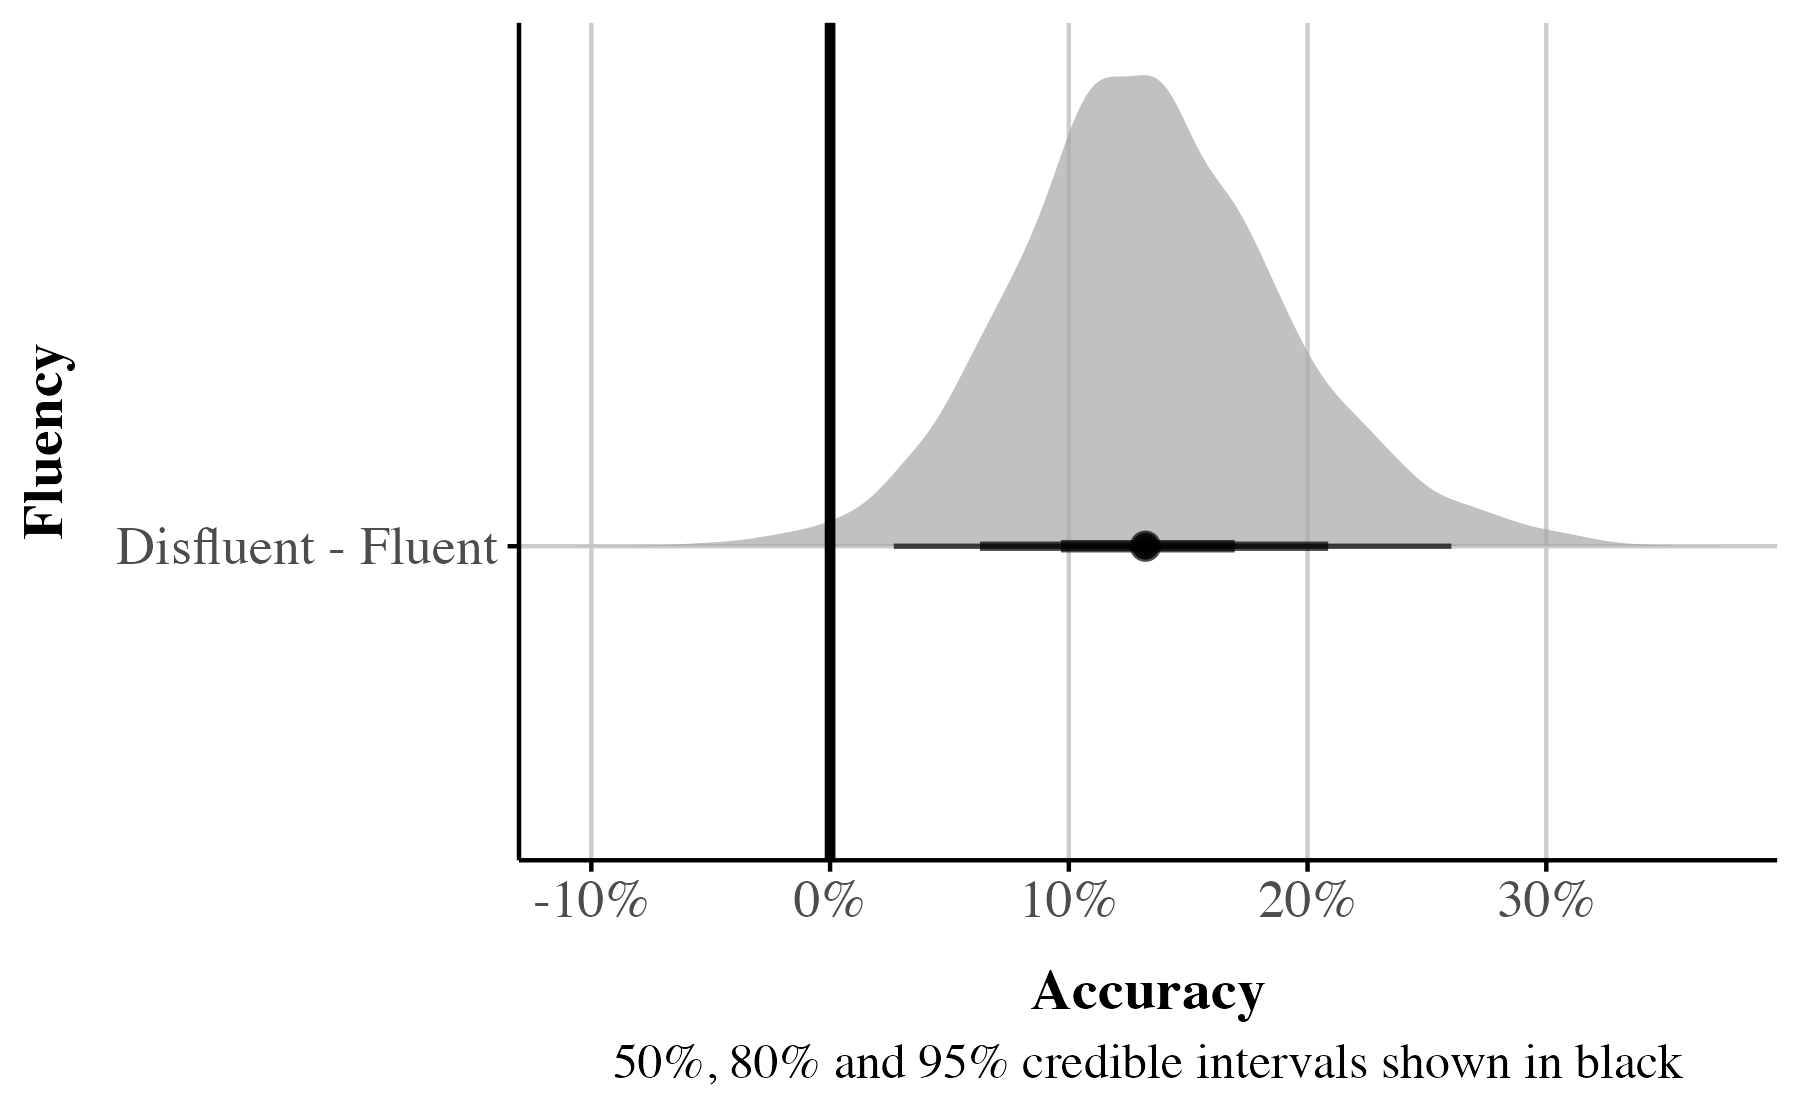 Fluency
Disfluent - Fluent
-10% 0% 10% 20% 30%
Accuracy
50%, 80% and 95% credible intervals shown in black